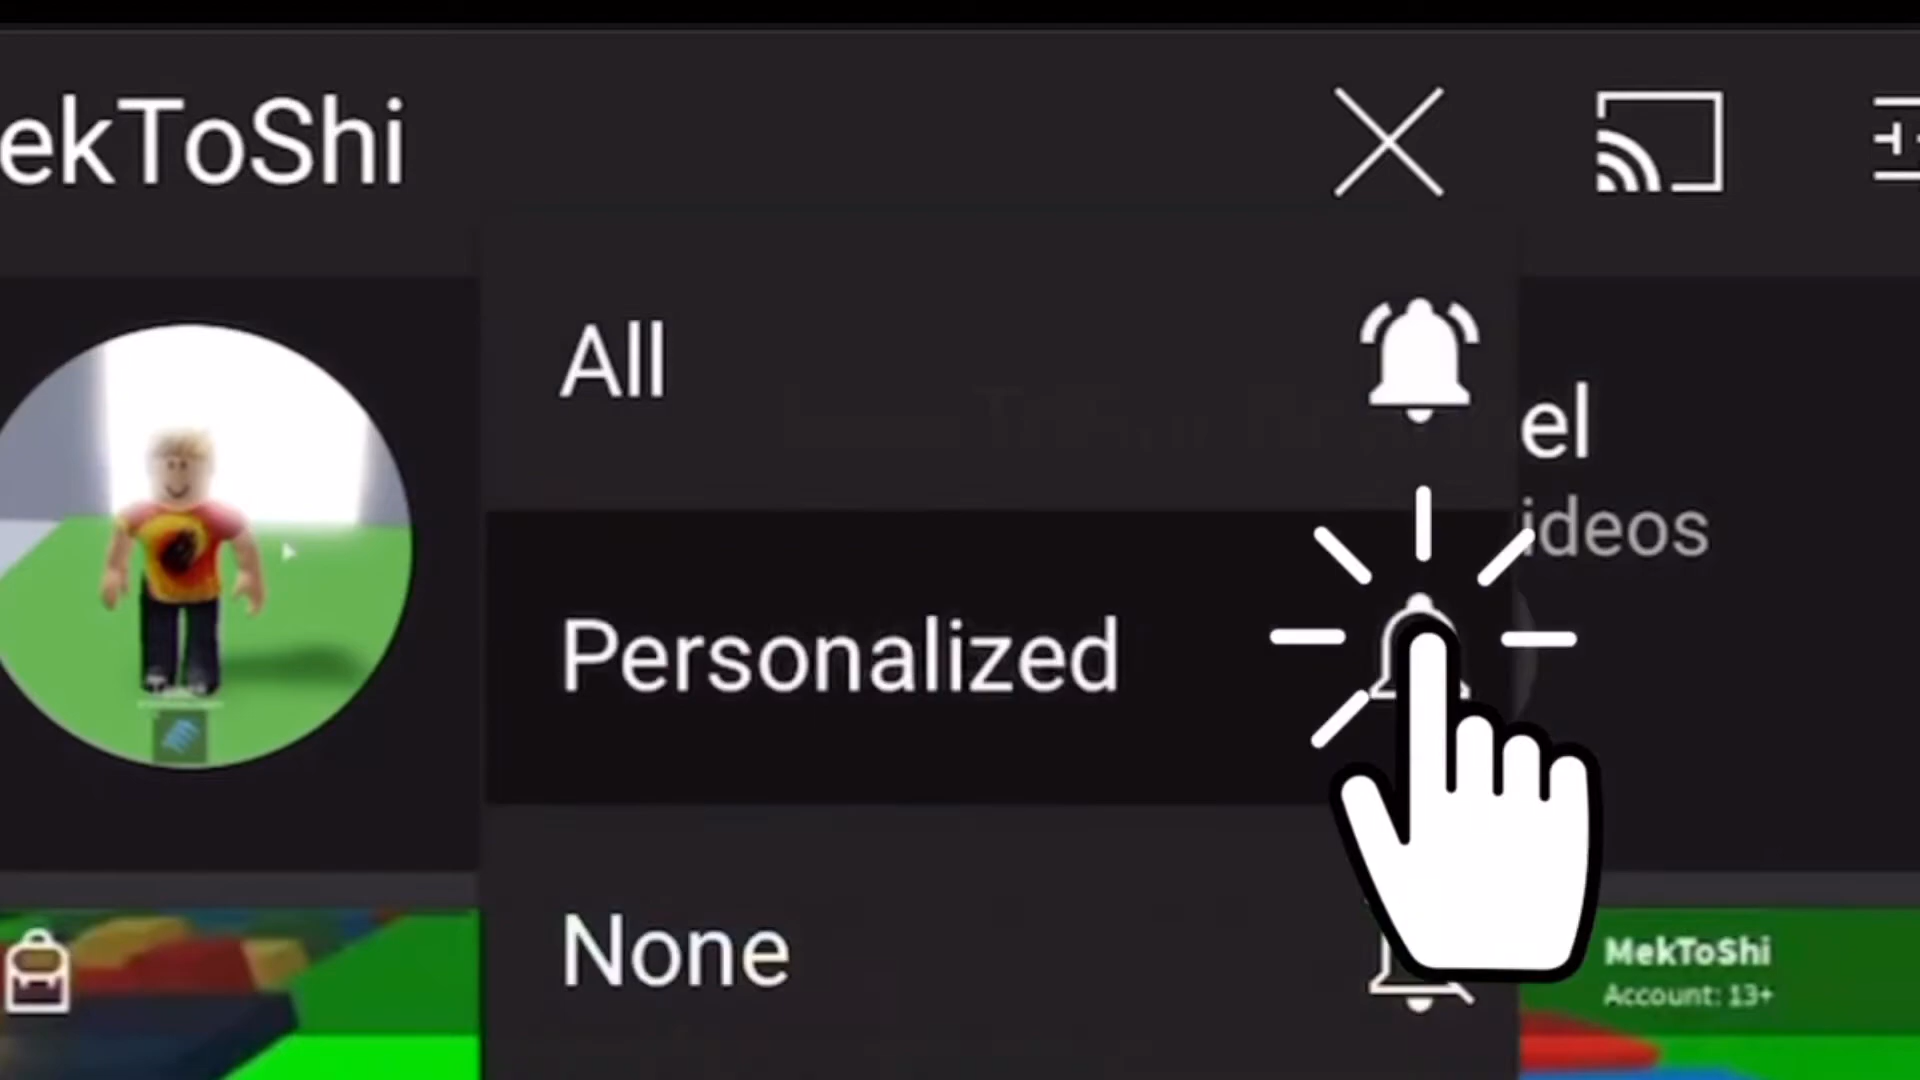 ekToShi
All
el
ideos
Personalized
None
MekToShi
Account: 13+